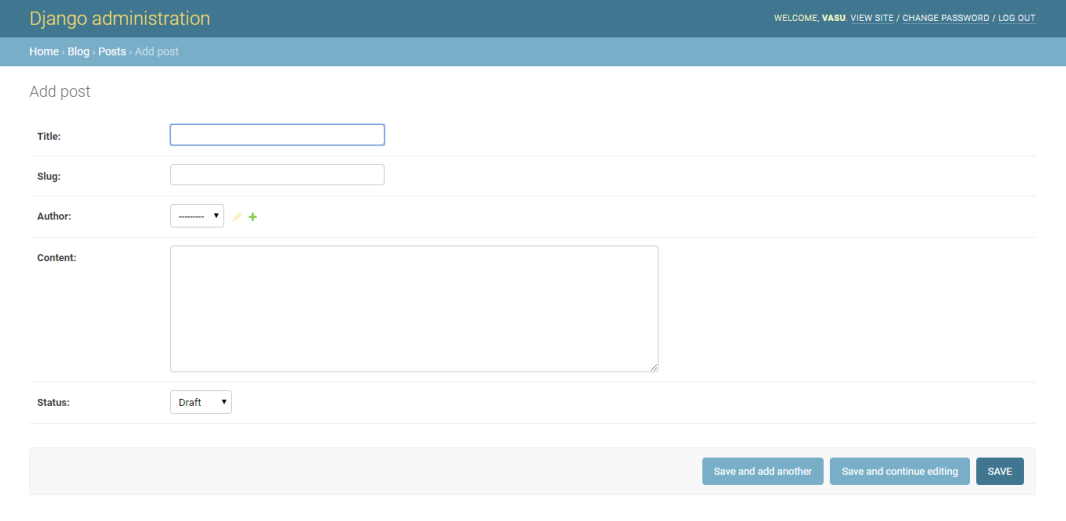 Django administration
WELCOME, VASU. VIEW SITE / CHANGE PASSWORD / LOG OUT
Home › Blog › Posts › Add post
Add post
Title:
Slug:
Author: ---------
Content:
Status: Draft
Save and add another Save and continue editing SAVE